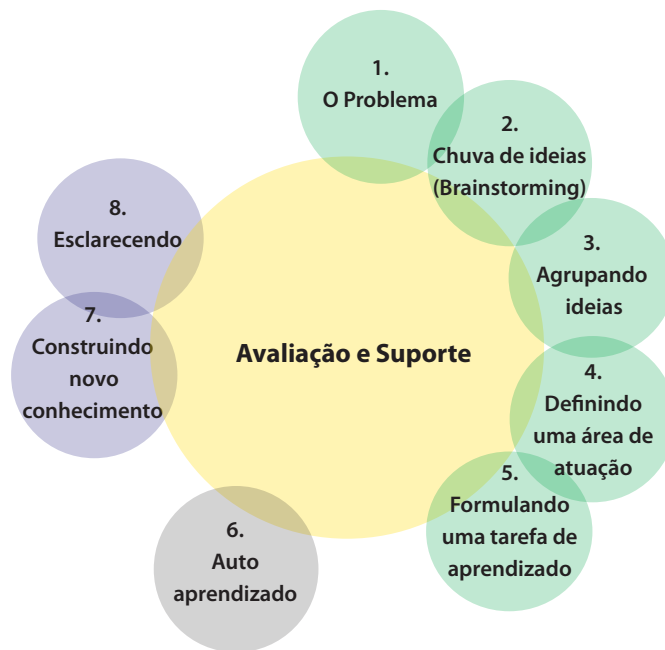 1.
O Problema
2.
Chuva de ideias
(Brainstorming)
3.
Agrupando
ideias
4.
Definindo
uma área de
atuação
5.
Formulando
uma tarefa de
aprendizado
6.
Auto
aprendizado
7.
Construindo
novo
conhecimento
8.
Esclarecendo
Avaliação e Suporte